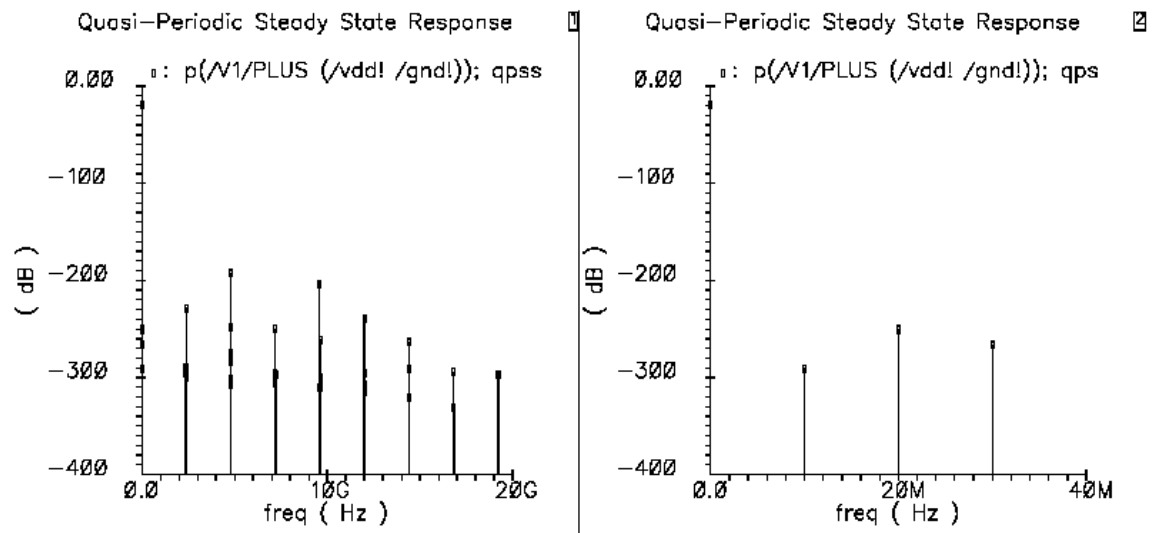 Quasi-Periodic Steady State Response 1
▯: p(/V1/PLUS (/vdd! /gnd!)); qpss
0.00
-100
-200
-300
-400
( dB )
0.0 10G 20G
freq ( Hz )
Quasi-Periodic Steady State Response 2
▯: p(/V1/PLUS (/vdd! /gnd!)); qps
0.00
-100
-200
-300
-400
( dB )
0.0 20M 40M
freq ( Hz )